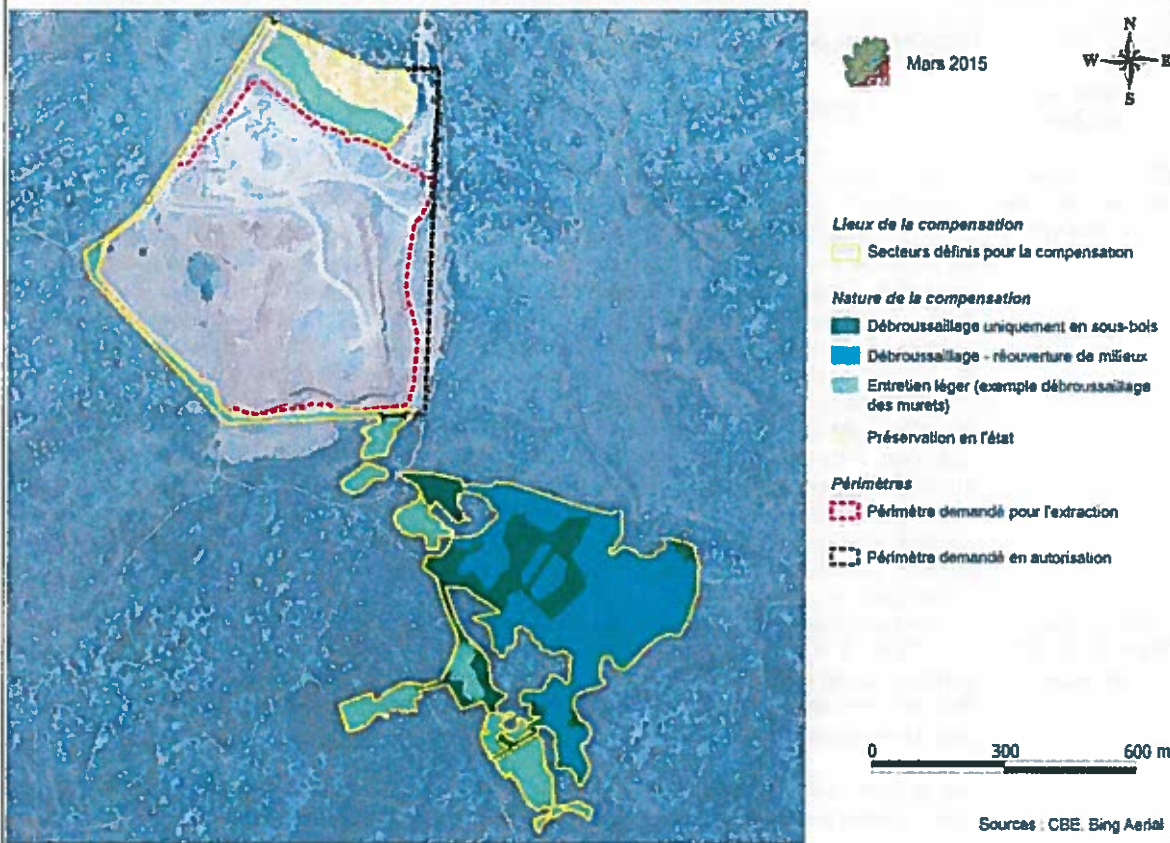 Mars 2015
N
W E
S
Lieux de la compensation
Secteurs définis pour la compensation
Nature de la compensation
Débroussaillage uniquement en sous-bois
Débroussaillage - réouverture de milieux
Entretien léger (exemple débroussaillage
des murets)
Préservation en l'état
Périmètres
Périmètre demandé pour l'extraction
Périmètre demandé en autorisation
0 300 600 m
Sources : CBE, Bing Aerial